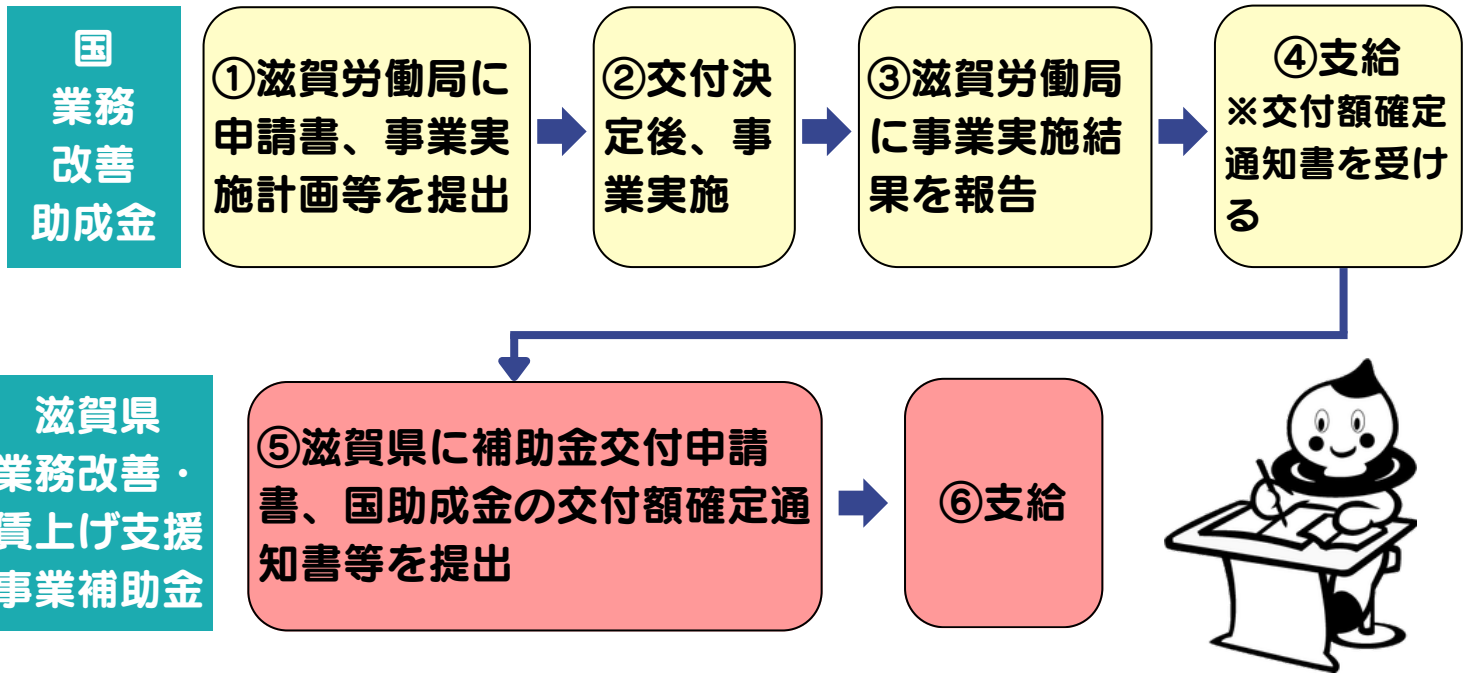 国
業務
改善
助成金
①滋賀労働局に
申請書、事業実
施計画等を提出
②交付決
定後、事
業実施
③滋賀労働局
に事業実施結
果を報告
④支給
※交付額確定
通知書を受け
る
滋賀県
業務改善・
賃上げ支援
事業補助金
⑤滋賀県に補助金交付申請
書、国助成金の交付額確定通
知書等を提出
⑥支給